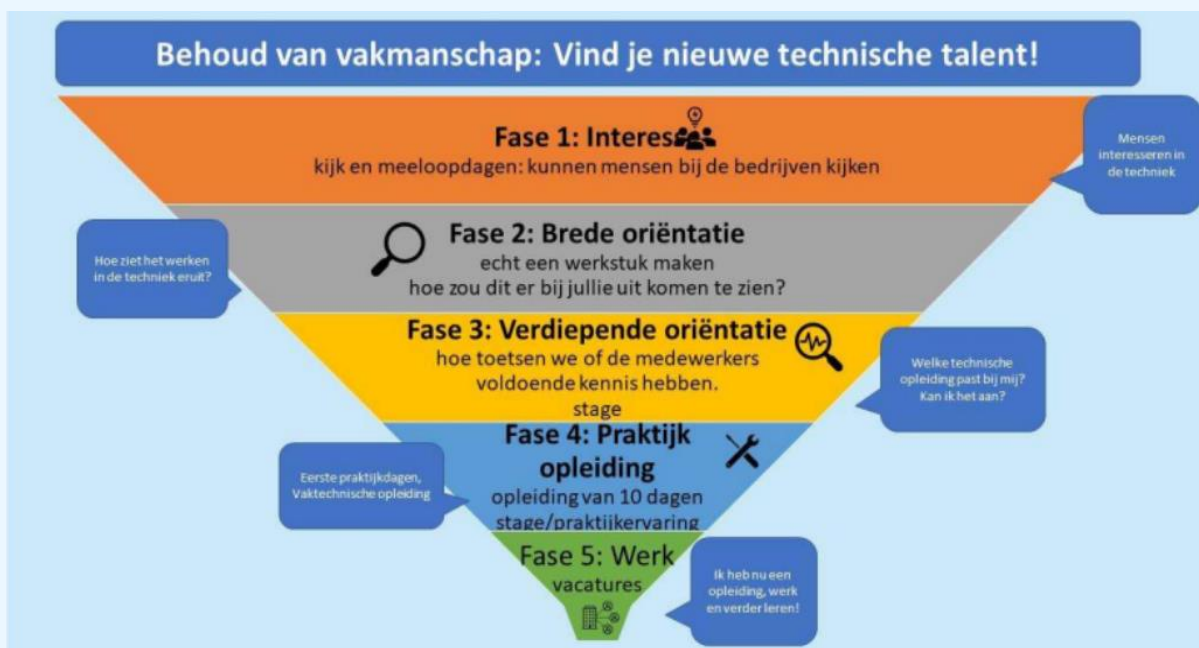 Behoud van vakmanschap: Vind je nieuwe technische talent!
Fase 1: Interes
kijk en meeloopdagen: kunnen mensen bij de bedrijven kijken
Mensen
interesseren in
de techniek
Fase 2: Brede oriëntatie
echt een werkstuk maken
hoe zou dit er bij jullie uit komen te zien?
Hoe ziet het werken
in de techniek eruit?
Fase 3: Verdiepende oriëntatie
hoe toetsen we of de medewerkers
voldoende kennis hebben.
stage
Welke technische
opleiding past bij mij?
Kan ik het aan?
Fase 4: Praktijk
opleiding
opleiding van 10 dagen
stage/praktijkervaring
Eerste praktijkdagen,
Vaktechnische opleiding
Fase 5: Werk
vacatures
Ik heb nu een
opleiding, werk
en verder leren!